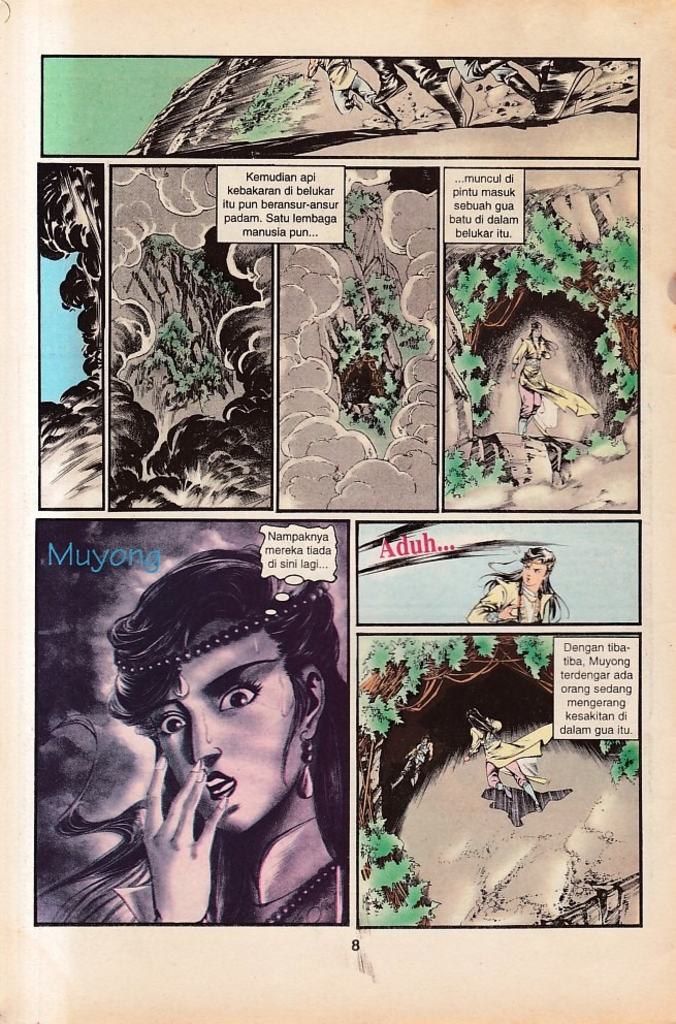 Kemudian api
kebakaran di belukar
itu pun beransur-ansur
padam. Satu lembaga
manusia pun...
...muncul di
pintu masuk
sebuah gua
batu di dalam
belukar itu.
Muyong
Nampaknya
mereka tiada
di sini lagi...
Aduh...
Dengan tiba-
tiba, Muyong
terdengar ada
orang sedang
mengerang
kesakitan di
dalam gua itu.
8